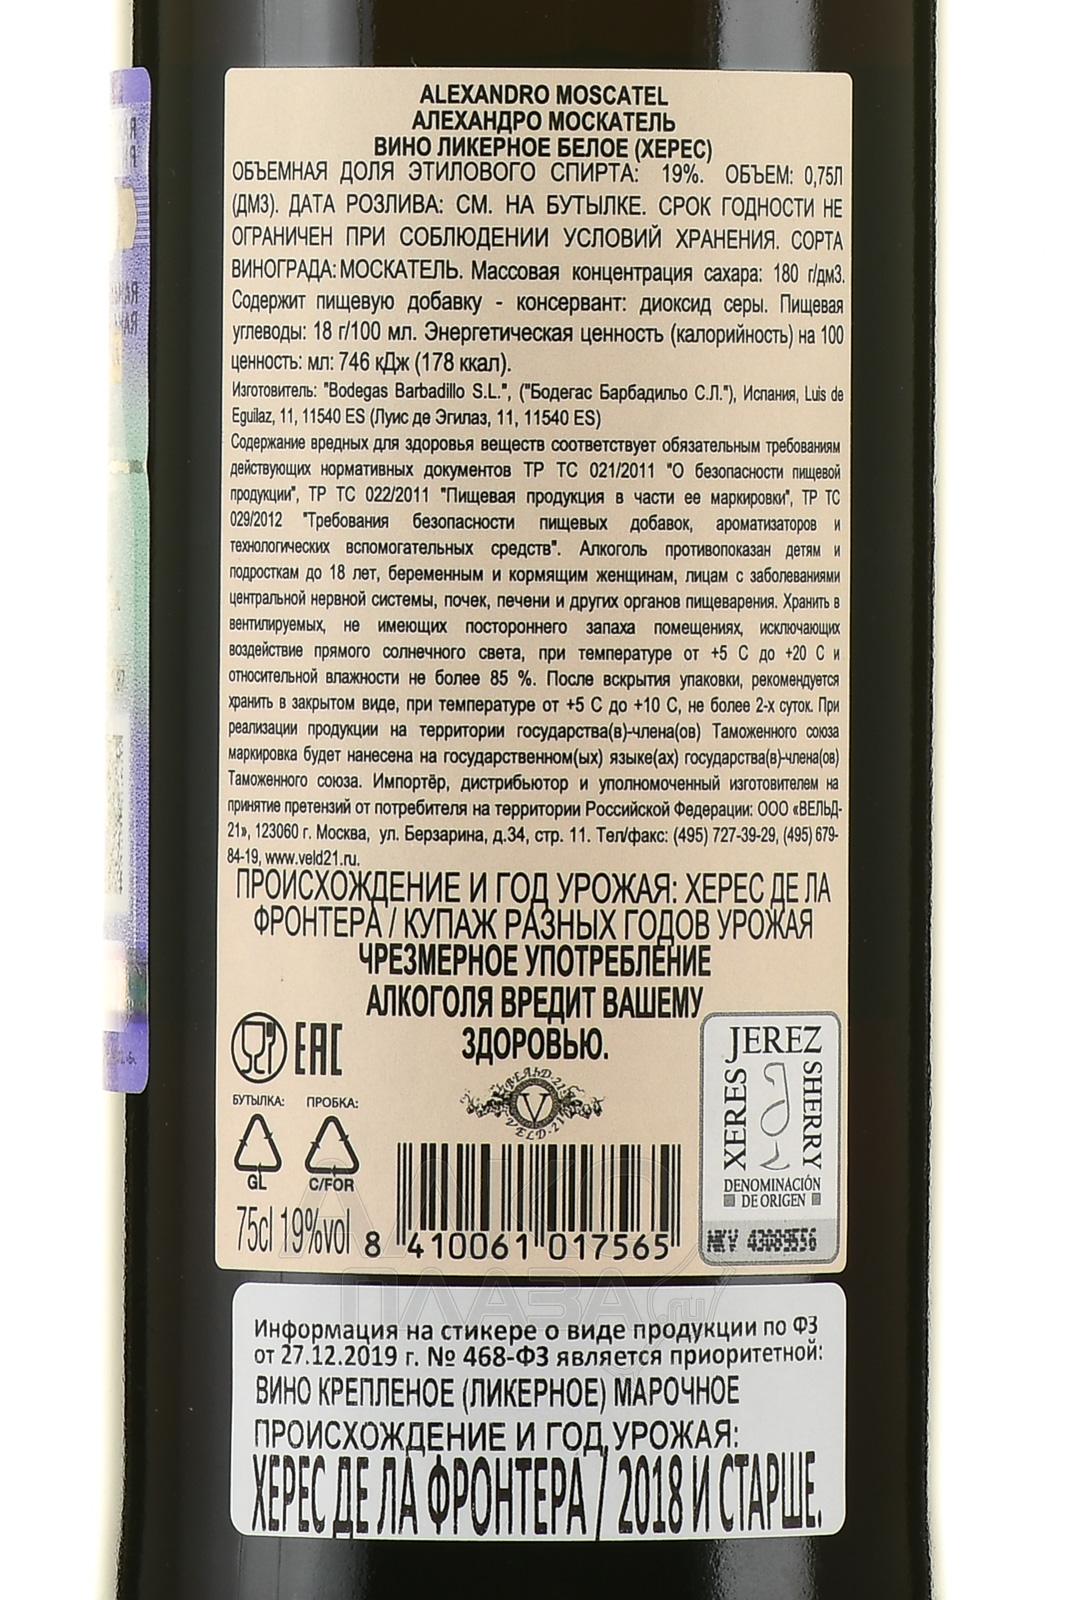 ALEXANDRO MOSCATEL
АЛЕХАНДРО МОСКАТЕЛЬ
ВИНО ЛИКЕРНОЕ БЕЛОЕ (ХЕРЕС)
ОБЪЕМНАЯ ДОЛЯ ЭТИЛОВОГО СПИРТА: 19%. ОБЪЕМ: 0,75Л
(ДМ3). ДАТА РОЗЛИВА: СМ. НА БУТЫЛКЕ. СРОК ГОДНОСТИ НЕ
ОГРАНИЧЕН ПРИ СОБЛЮДЕНИИ УСЛОВИЙ ХРАНЕНИЯ. СОРТА
ВИНОГРАДА: МОСКАТЕЛЬ. Массовая концентрация сахара: 180 г/дм3.
Содержит пищевую добавку - консервант: диоксид серы. Пищевая
углеводы: 18 г/100 мл. Энергетическая ценность (калорийность) на 100
ценность: мл: 746 кДж (178 ккал).
Изготовитель: "Bodegas Barbadillo S.L.", ("Бодегас Барбадильо С.Л."), Испания, Luis de
Eguilaz, 11, 11540 ES (Луис де Эгилаз, 11, 11540 ES)
Содержание вредных для здоровья веществ соответствует обязательным требованиям
действующих нормативных документов ТР ТС 021/2011 "О безопасности пищевой
продукции", ТР ТС 022/2011 "Пищевая продукция в части ее маркировки", ТР ТС
029/2012 "Требования безопасности пищевых добавок, ароматизаторов и
технологических вспомогательных средств". Алкоголь противопоказан детям и
подросткам до 18 лет, беременным и кормящим женщинам, лицам с заболеваниями
центральной нервной системы, почек, печени и других органов пищеварения. Хранить в
вентилируемых, не имеющих постороннего запаха помещениях, исключающих
воздействие прямого солнечного света, при температуре от +5 С до +20 С и
относительной влажности не более 85 %. После вскрытия упаковки, рекомендуется
хранить в закрытом виде, при температуре от +5 С до +10 С, не более 2-х суток. При
реализации продукции на территории государства(в)-члена(ов) Таможенного союза
маркировка будет нанесена на государственном(ых) языке(ах) государства(в)-члена(ов)
Таможенного союза. Импортёр, дистрибьютор и уполномоченный изготовителем на
принятие претензий от потребителя на территории Российской Федерации: ООО «ВЕЛЬД-
21», 123060 г. Москва, ул. Берзарина, д.34, стр. 11. Тел/факс: (495) 727-39-29, (495) 679-
84-19, www.veld21.ru.
ПРОИСХОЖДЕНИЕ И ГОД УРОЖАЯ: ХЕРЕС ДЕ ЛА
ФРОНТЕРА / КУПАЖ РАЗНЫХ ГОДОВ УРОЖАЯ
ЧРЕЗМЕРНОЕ УПОТРЕБЛЕНИЕ
АЛКОГОЛЯ ВРЕДИТ ВАШЕМУ
ЗДОРОВЬЮ.
EAC
БУТЫЛКА: ПРОБКА:
GL C/FOR
75cl 19%vol
ВЕЛЬД-21
V
VELD-21
8 410061 017565
JEREZ
XERES
SHERRY
DENOMINACIÓN
DE ORIGEN
NKV 43089556
АЛКО
ПЛАЗА.ru
Информация на стикере о виде продукции по ФЗ
от 27.12.2019 г. № 468-ФЗ является приоритетной:
ВИНО КРЕПЛЕНОЕ (ЛИКЕРНОЕ) МАРОЧНОЕ
ПРОИСХОЖДЕНИЕ И ГОД УРОЖАЯ:
ХЕРЕС ДЕ ЛА ФРОНТЕРА / 2018 И СТАРШЕ.